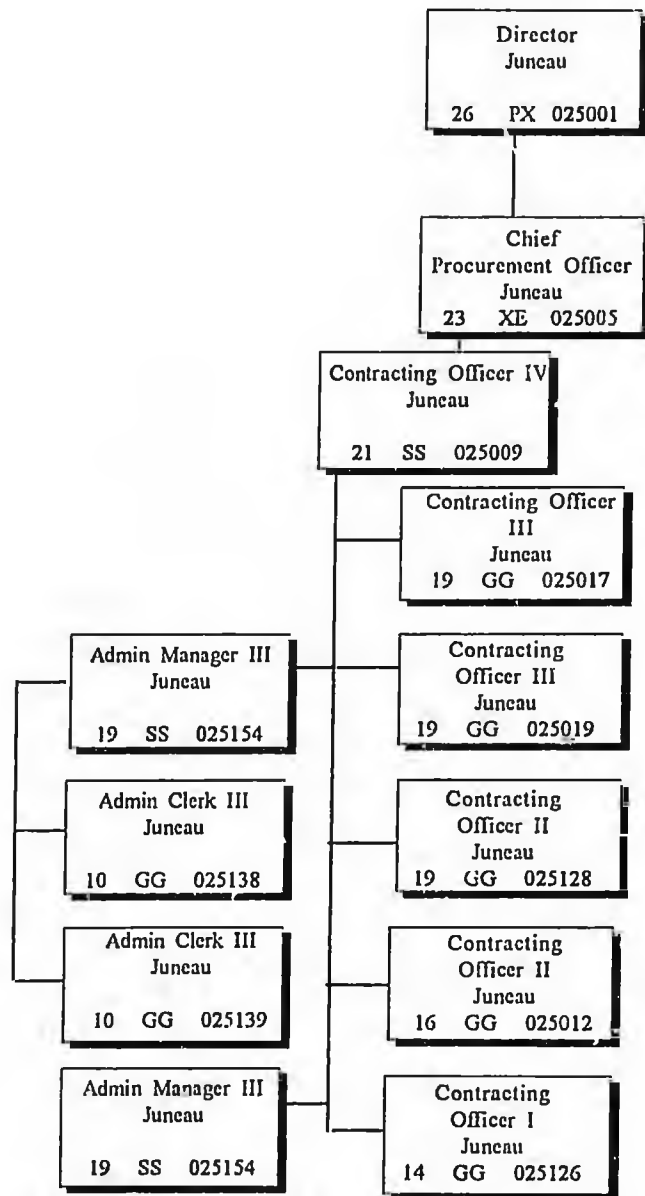 Director
Juneau
26 PX 025001
Chief
Procurement Officer
Juneau
23 XE 025005
Contracting Officer IV
Juneau
21 SS 025009
Contracting Officer
III
Juneau
19 GG 025017
Admin Manager III
Juneau
19 SS 025154
Contracting
Officer III
Juneau
19 GG 025019
Admin Clerk III
Juneau
10 GG 025138
Contracting
Officer II
Juneau
19 GG 025128
Admin Clerk III
Juneau
10 GG 025139
Contracting
Officer II
Juneau
16 GG 025012
Admin Manager III
Juneau
19 SS 025154
Contracting
Officer I
Juneau
14 GG 025126